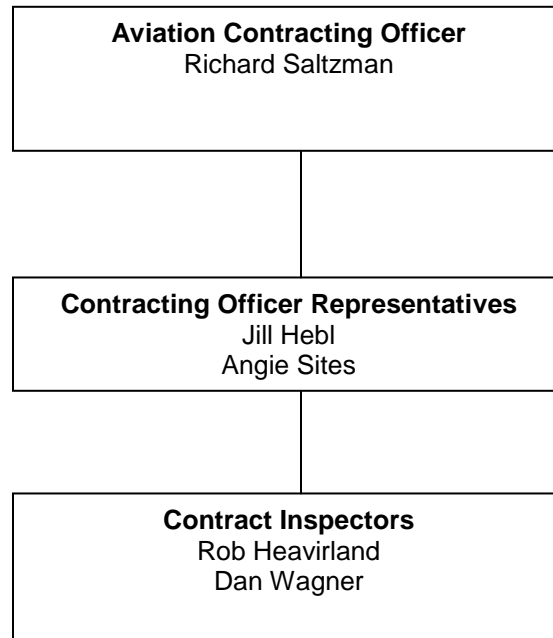 Aviation Contracting Officer
Richard Saltzman
Contracting Officer Representatives
Jill Hebl
Angie Sites
Contract Inspectors
Rob Heavirland
Dan Wagner